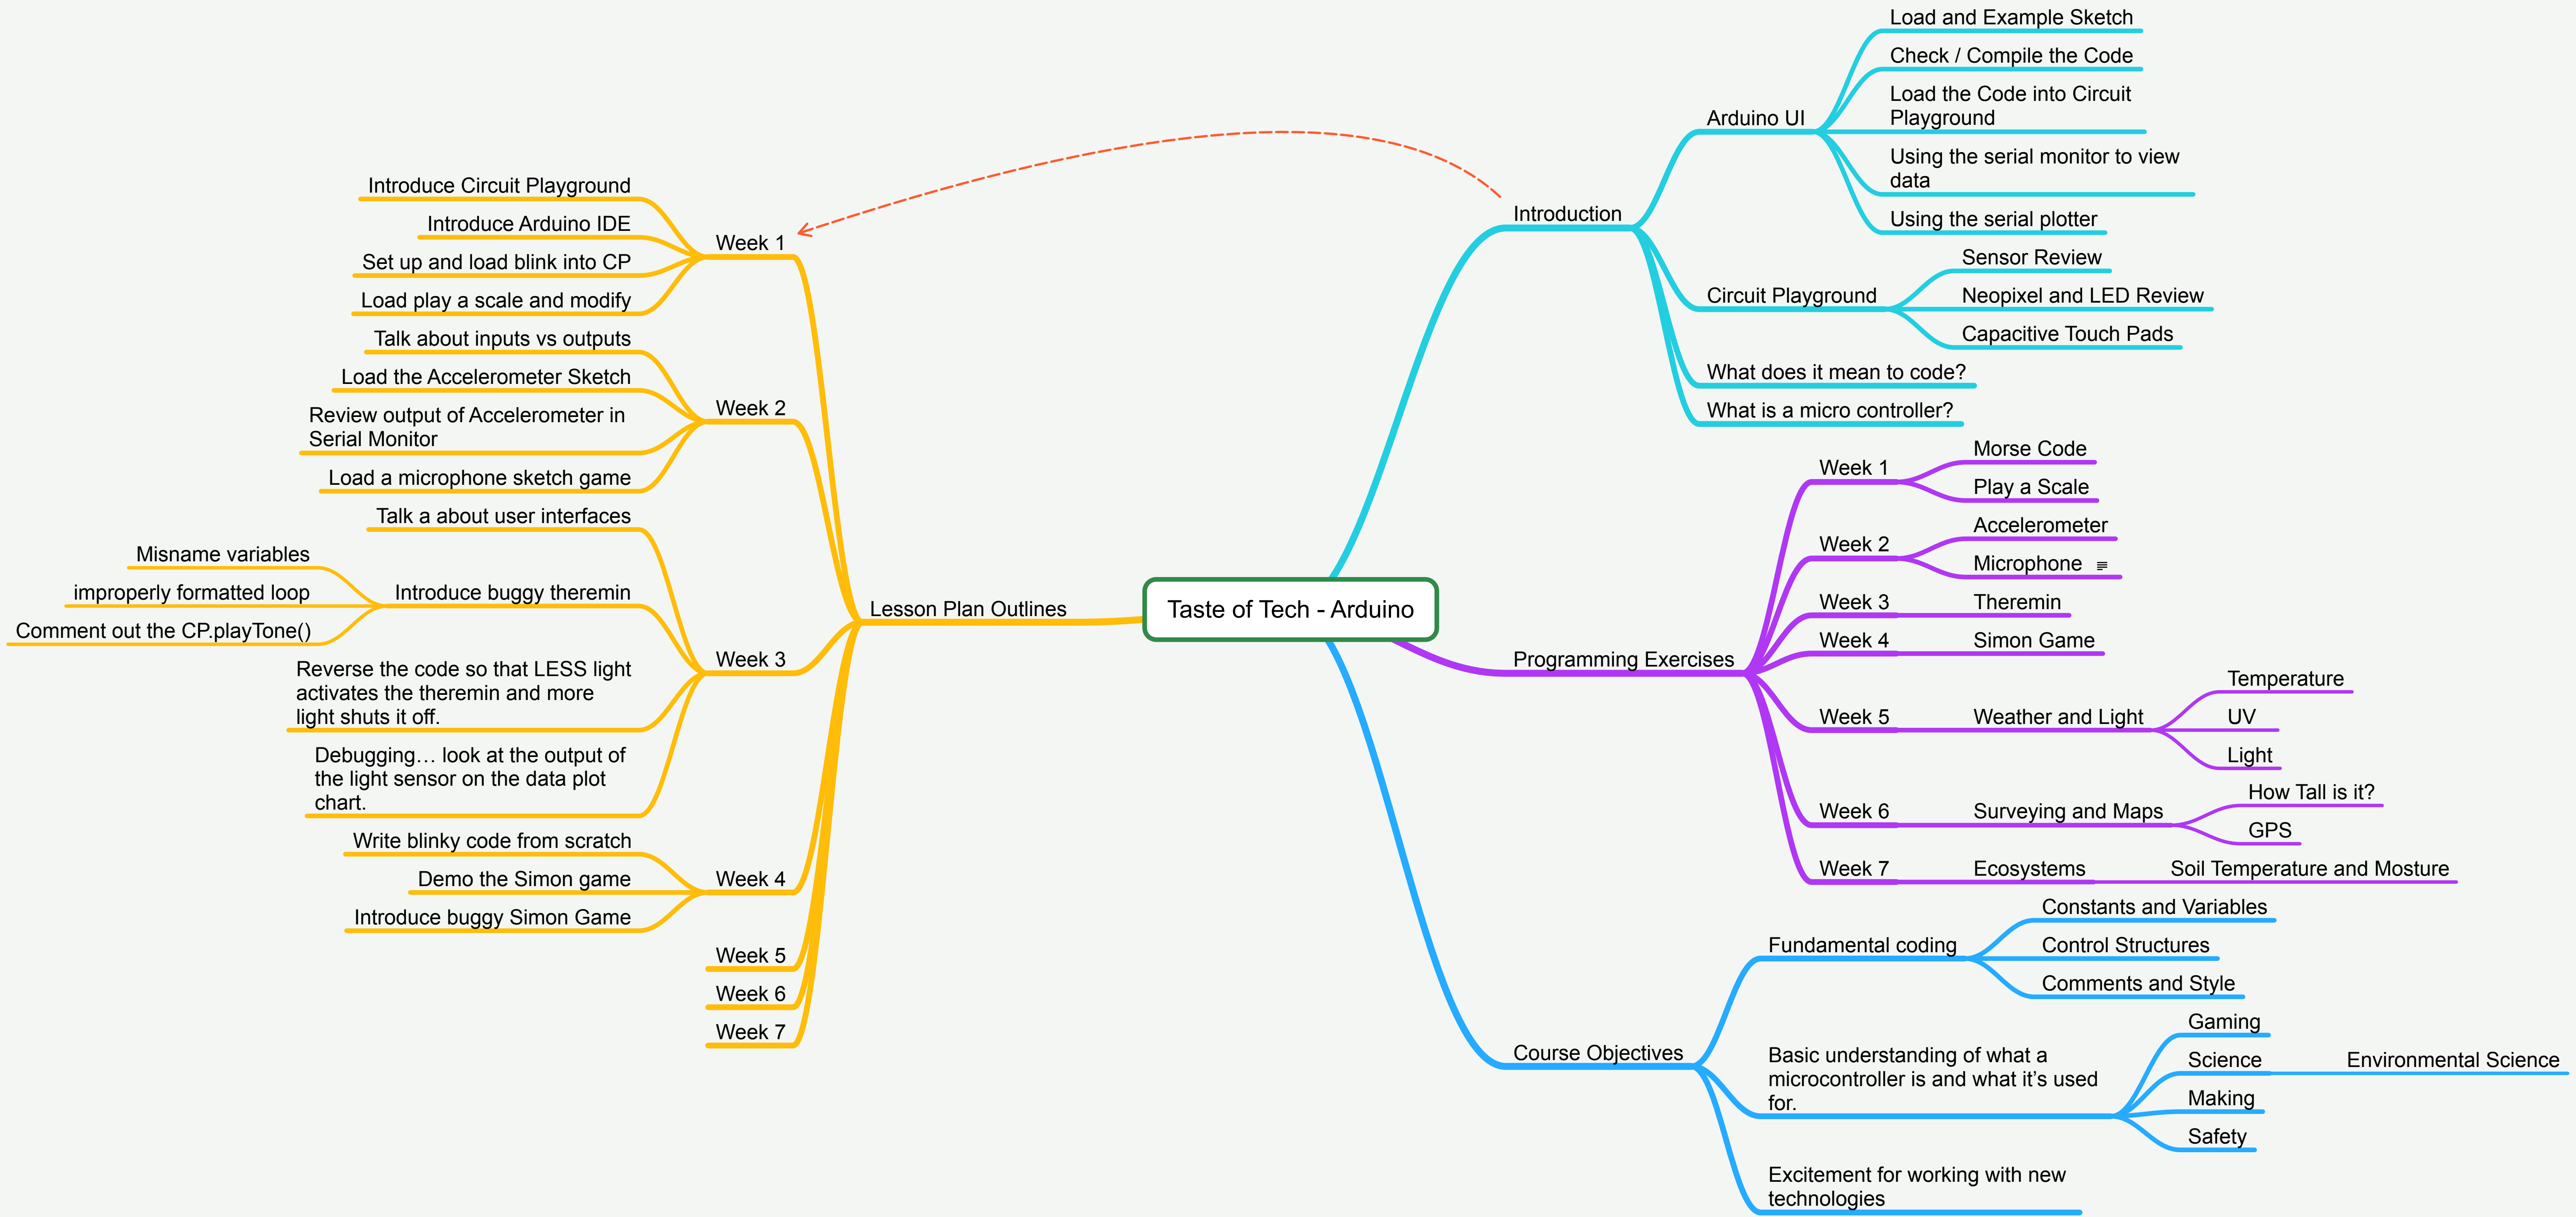 Taste of Tech - Arduino
Introduction
Arduino UI
Load and Example Sketch
Check / Compile the Code
Load the Code into Circuit
Playground
Using the serial monitor to view
data
Using the serial plotter
Circuit Playground
Sensor Review
Neopixel and LED Review
Capacitive Touch Pads
What does it mean to code?
What is a micro controller?
Programming Exercises
Week 1
Morse Code
Play a Scale
Week 2
Accelerometer
Microphone
Week 3
Theremin
Week 4
Simon Game
Week 5
Weather and Light
Temperature
UV
Light
Week 6
Surveying and Maps
How Tall is it?
GPS
Week 7
Ecosystems
Soil Temperature and Mosture
Course Objectives
Fundamental coding
Constants and Variables
Control Structures
Comments and Style
Basic understanding of what a
microcontroller is and what it’s used
for.
Gaming
Science
Environmental Science
Making
Safety
Excitement for working with new
technologies
Lesson Plan Outlines
Week 1
Introduce Circuit Playground
Introduce Arduino IDE
Set up and load blink into CP
Load play a scale and modify
Week 2
Talk about inputs vs outputs
Load the Accelerometer Sketch
Review output of Accelerometer in
Serial Monitor
Load a microphone sketch game
Week 3
Talk a about user interfaces
Introduce buggy theremin
Misname variables
improperly formatted loop
Comment out the CP.playTone()
Reverse the code so that LESS light
activates the theremin and more
light shuts it off.
Debugging… look at the output of
the light sensor on the data plot
chart.
Week 4
Write blinky code from scratch
Demo the Simon game
Introduce buggy Simon Game
Week 5
Week 6
Week 7